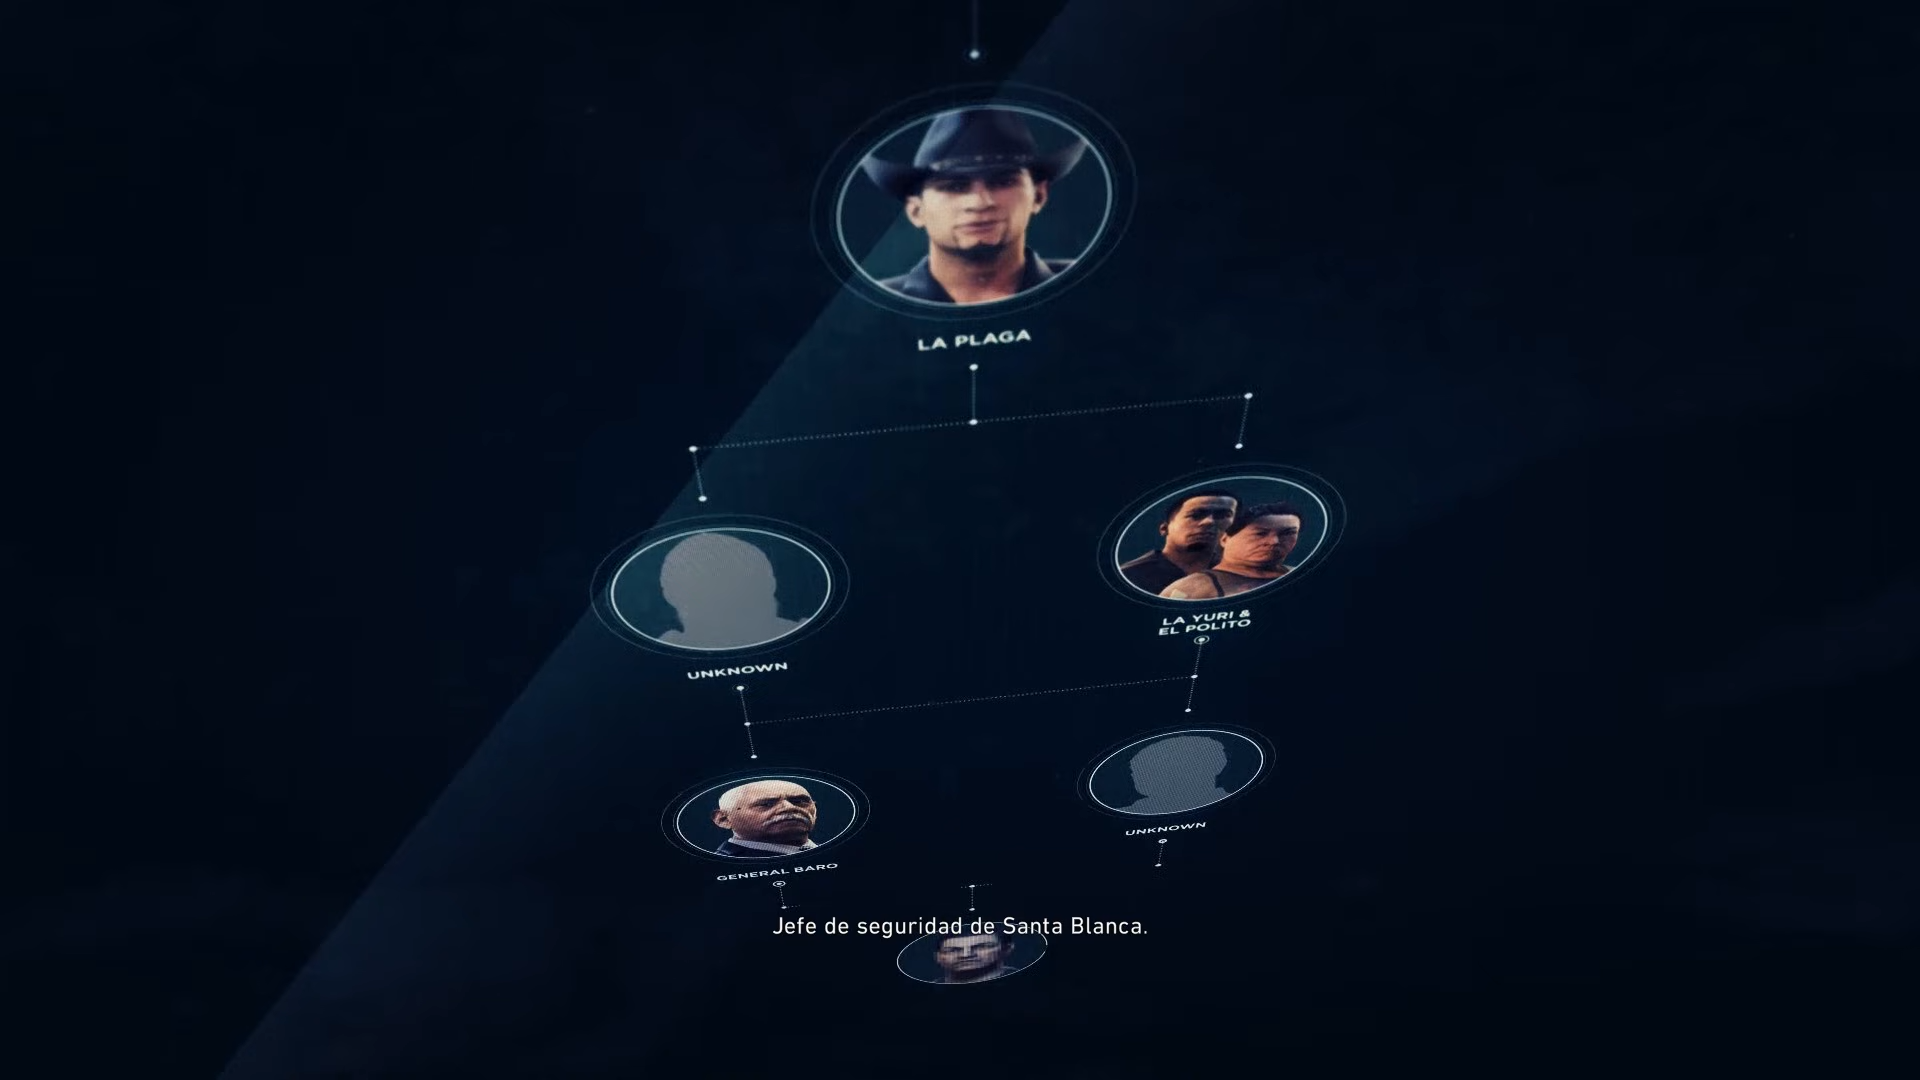 LA PLAGA
LA YURI &
EL POLITO
UNKNOWN
UNKNOWN
GENERAL BARO
Jefe de seguridad de Santa Blanca.